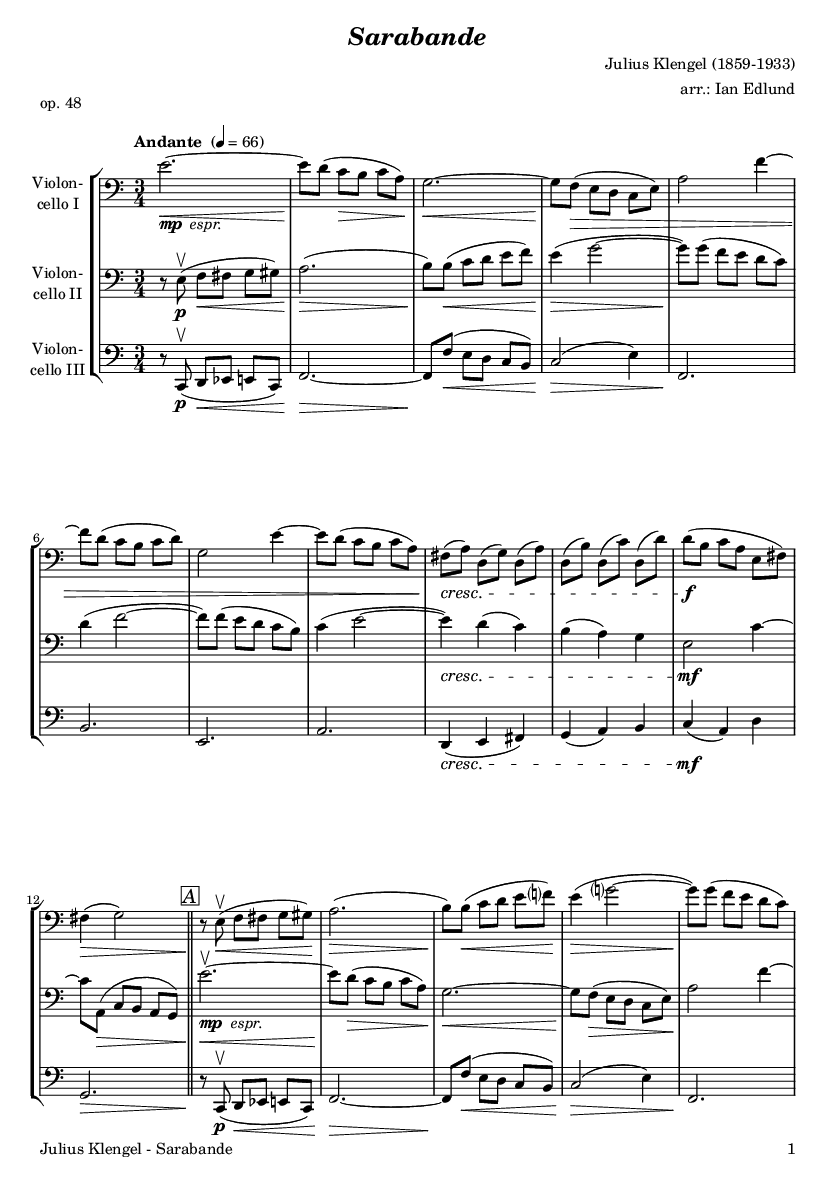 Sarabande
Julius Klengel (1859-1933)
arr.: Ian Edlund
op. 48
Andante (♩ = 66)
Violon-
cello I
mp espr.
Violon-
cello II
p
Violon-
cello III
p
6
cresc.
f
cresc.
mf
cresc.
mf
12
A
mp espr.
p
Julius Klengel - Sarabande
1